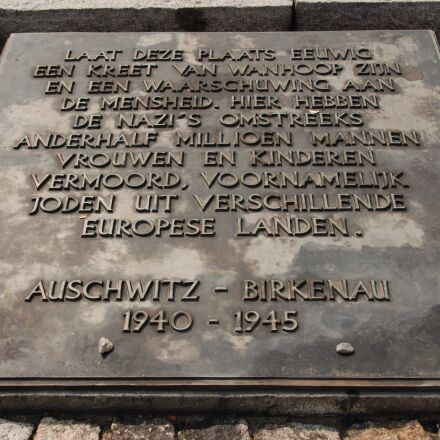 LAAT DEZE PLAATS EEUWIG
EEN KREET VAN WANHOOP ZIJN
EN EEN WAARSCHUWING AAN
DE MENSHEID. HIER HEBBEN
DE NAZI'S OMSTREEKS
ANDERHALF MILLIOEN MANNEN
VROUWEN EN KINDEREN
VERMOORD, VOORNAMELIJK
JODEN UIT VERSCHILLENDE
EUROPESE LANDEN.
AUSCHWITZ - BIRKENAU
1940 - 1945